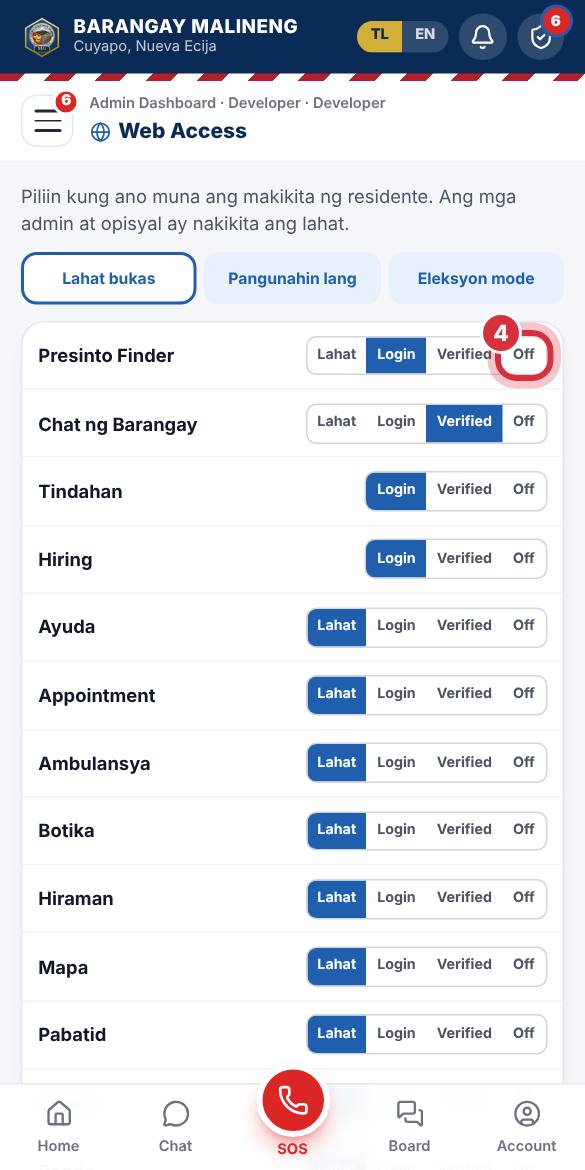 BARANGAY MALINENG
Cuyapo, Nueva Ecija
TL EN
6
6
Admin Dashboard · Developer · Developer
Web Access
Piliin kung ano muna ang makikita ng residente. Ang mga
admin at opisyal ay nakikita ang lahat.
Lahat bukas Pangunahin lang Eleksyon mode
4
Presinto Finder Lahat Login Verified Off
Chat ng Barangay Lahat Login Verified Off
Tindahan Login Verified Off
Hiring Login Verified Off
Ayuda Lahat Login Verified Off
Appointment Lahat Login Verified Off
Ambulansya Lahat Login Verified Off
Botika Lahat Login Verified Off
Hiraman Lahat Login Verified Off
Mapa Lahat Login Verified Off
Pabatid Lahat Login Verified Off
Home Chat SOS Board Account